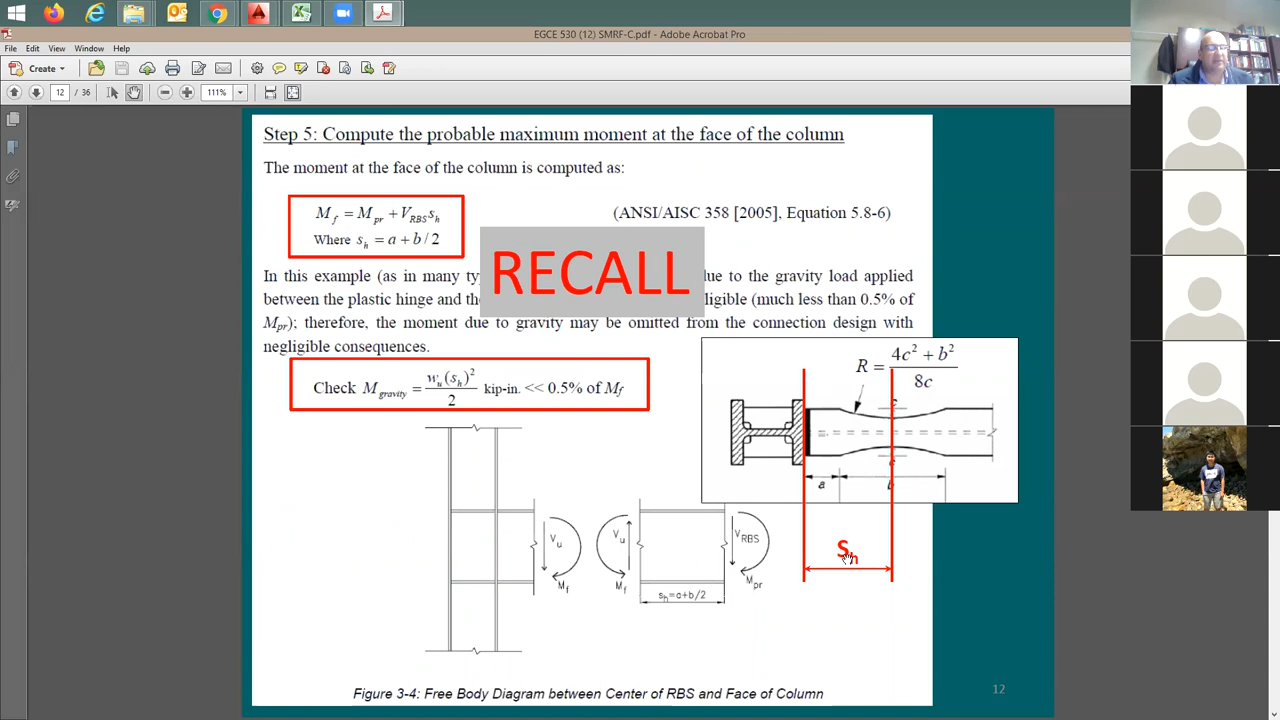 EGCE 530 (12) SMRF-C.pdf - Adobe Acrobat Pro
File Edit View Window Help
Create
12 / 36 111%
Step 5: Compute the probable maximum moment at the face of the column
The moment at the face of the column is computed as:
M_f = M_pr + V_RBS s_h (ANSI/AISC 358 [2005], Equation 5.8-6)
Where s_h = a + b / 2
RECALL
In this example (as in many ty due to the gravity load applied
between the plastic hinge and the egligible (much less than 0.5% of
M_pr); therefore, the moment due to gravity may be omitted from the connection design with
negligible consequences.
Check M_gravity = w_u (s_h)^2 / 2 kip-in. << 0.5% of M_f
R = (4c^2 + b^2) / 8c
c
c
a b
S_h
V_u M_f
V_u M_f V_RBS M_pr
s_h=a+b/2
Figure 3-4: Free Body Diagram between Center of RBS and Face of Column
12